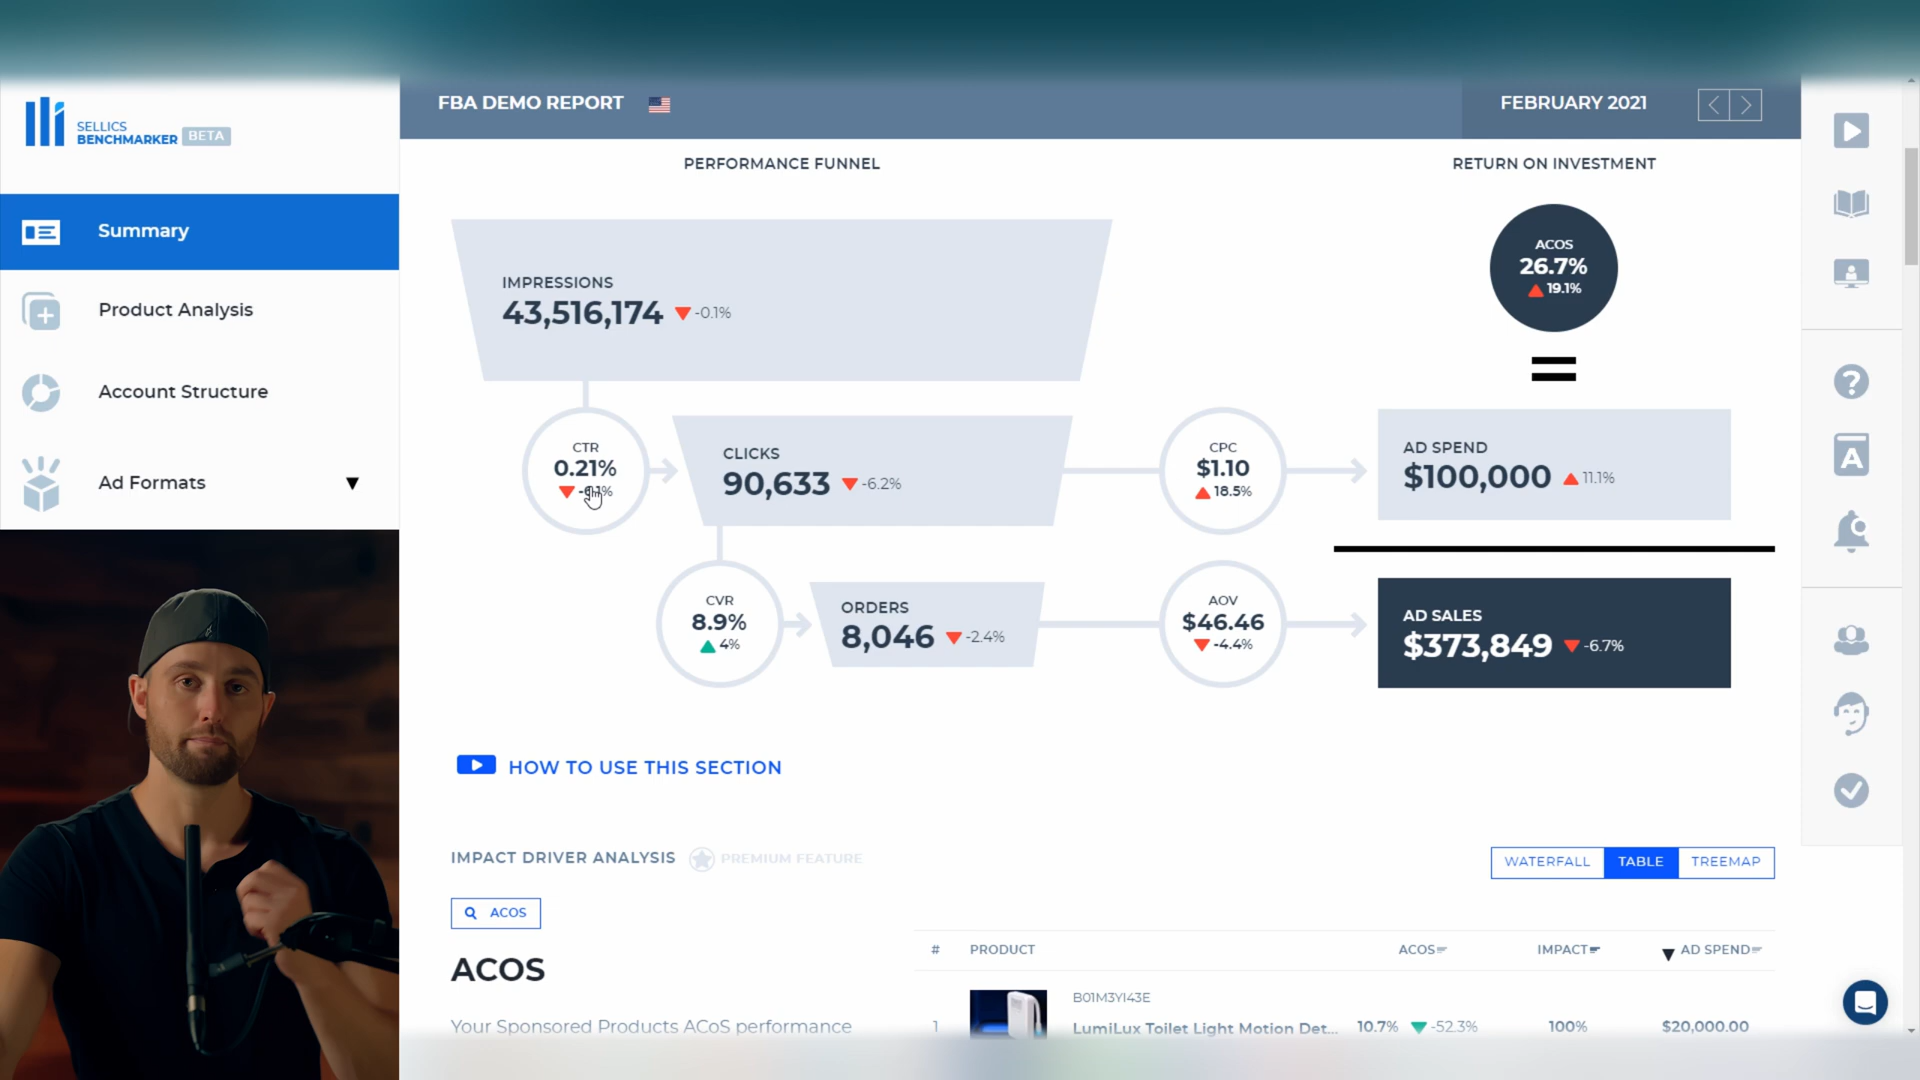 SELLICS
BENCHMARKER BETA
FBA DEMO REPORT
FEBRUARY 2021
Summary
Product Analysis
Account Structure
Ad Formats
PERFORMANCE FUNNEL
RETURN ON INVESTMENT
IMPRESSIONS
43,516,174 -0.1%
ACOS
26.7%
19.1%
CTR
0.21%
CLICKS
90,633 -6.2%
CPC
$1.10
18.5%
AD SPEND
$100,000 11.1%
CVR
8.9%
4%
ORDERS
8,046 -2.4%
AOV
$46.46
-4.4%
AD SALES
$373,849 -6.7%
HOW TO USE THIS SECTION
IMPACT DRIVER ANALYSIS PREMIUM FEATURE
WATERFALL TABLE TREEMAP
ACOS
ACOS
Your Sponsored Products ACoS performance
# PRODUCT ACOS IMPACT AD SPEND
B01M3YI43E
1 LumiLux Toilet Light Motion Det... 10.7% -52.3% 100% $20,000.00